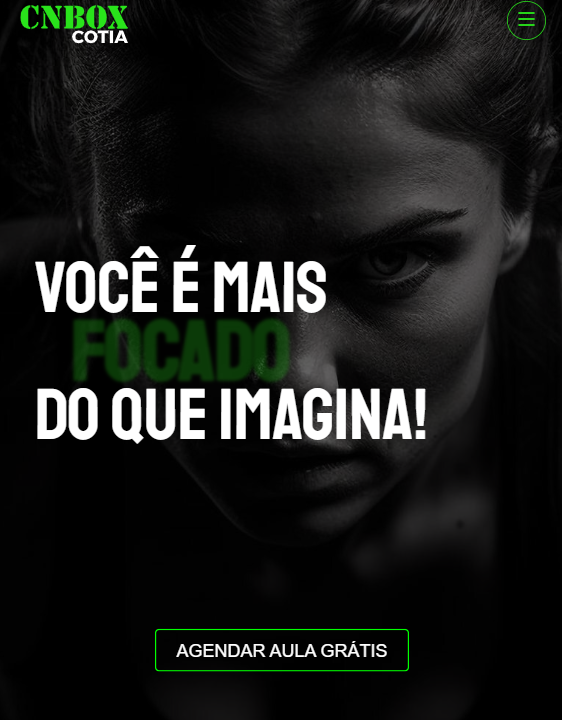 CNBOX
COTIA
VOCÊ É MAIS
FOCADO
DO QUE IMAGINA!
AGENDAR AULA GRÁTIS